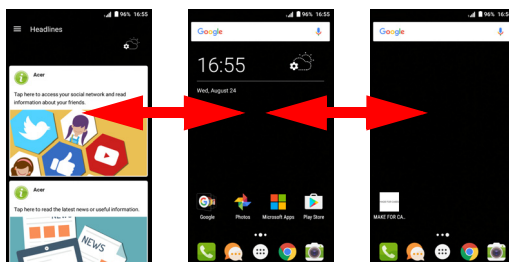 96% 16:55
Headlines
Acer
Tap here to access your social network and read
information about your friends.
Acer
Tap here to read the latest news or useful information.
NEWS
NEWS
96% 16:55
Google
16:55
Wed, August 24
Google
Photos
Microsoft Apps
Play Store
96% 16:55
Google
MAKE FOR CA..